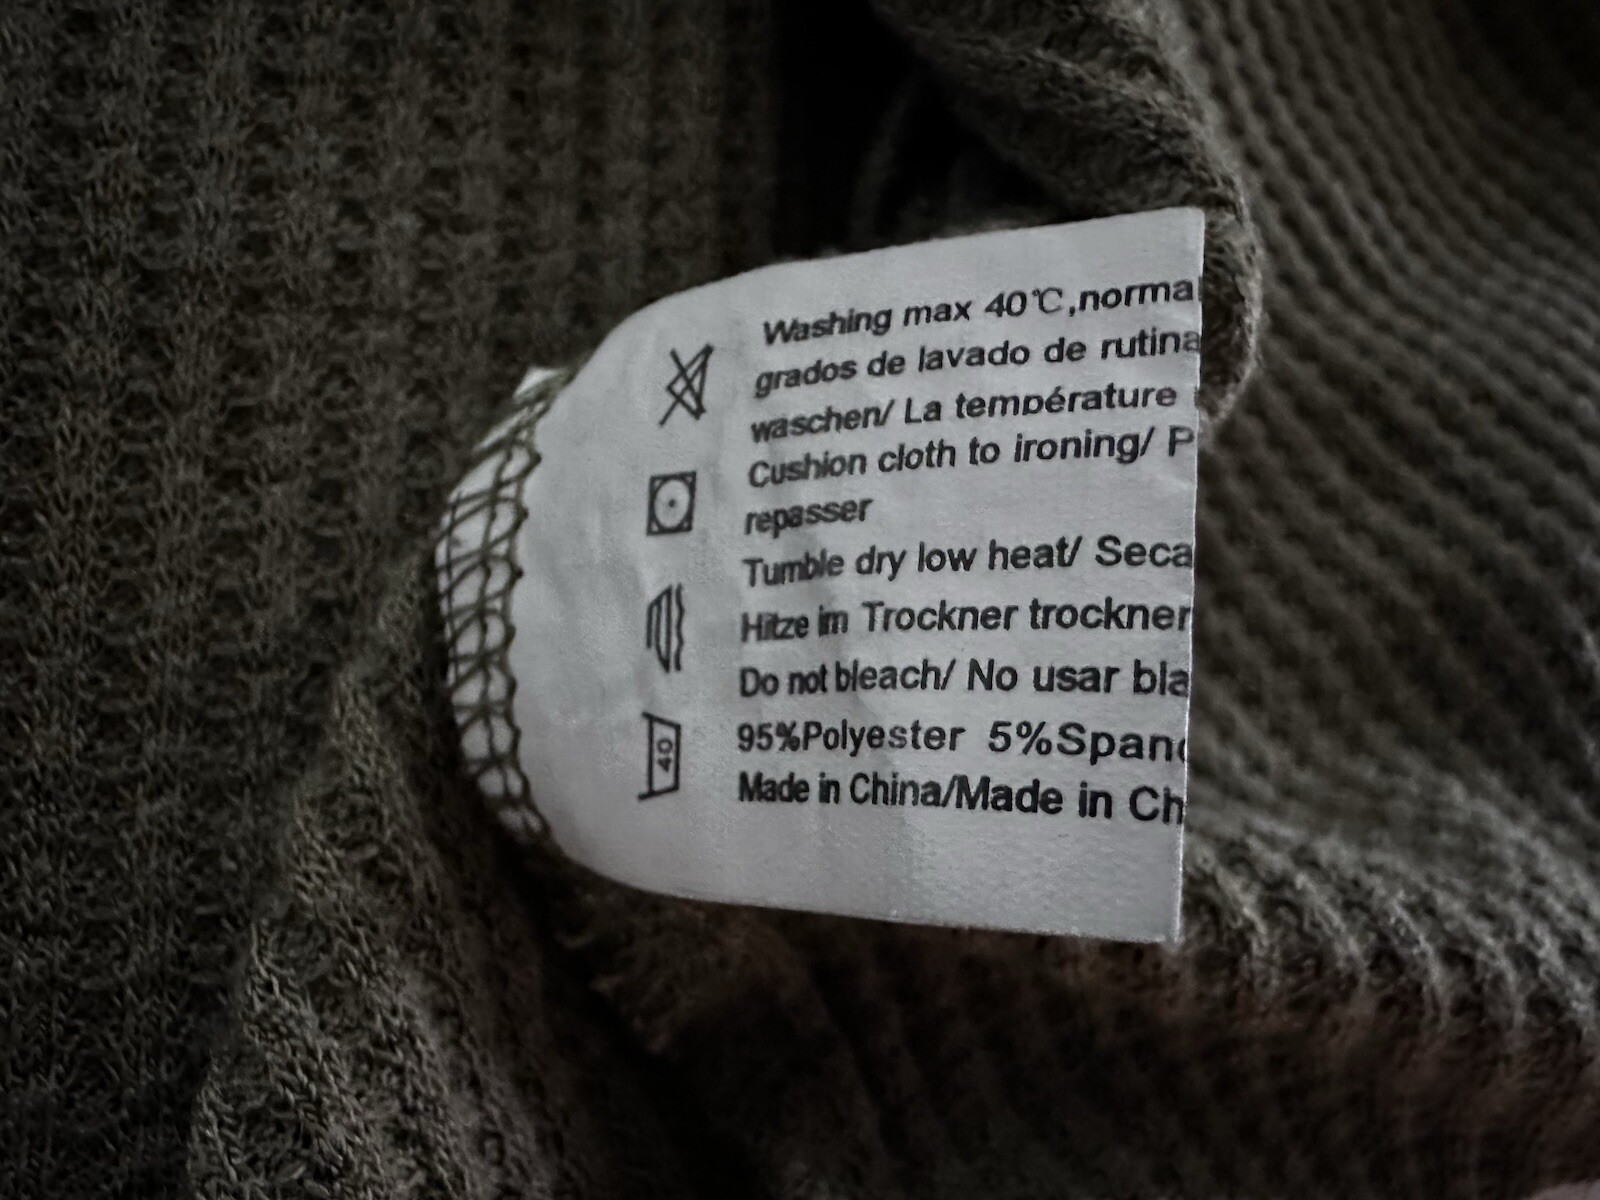 Washing max 40℃,normal
grados de lavado de rutina
waschen/ La température
Cushion cloth to ironing/ P
repasser
Tumble dry low heat/ Seca
Hitze im Trockner trockner
Do not bleach/ No usar bla
95%Polyester 5%Span
Made in China/Made in Ch
40